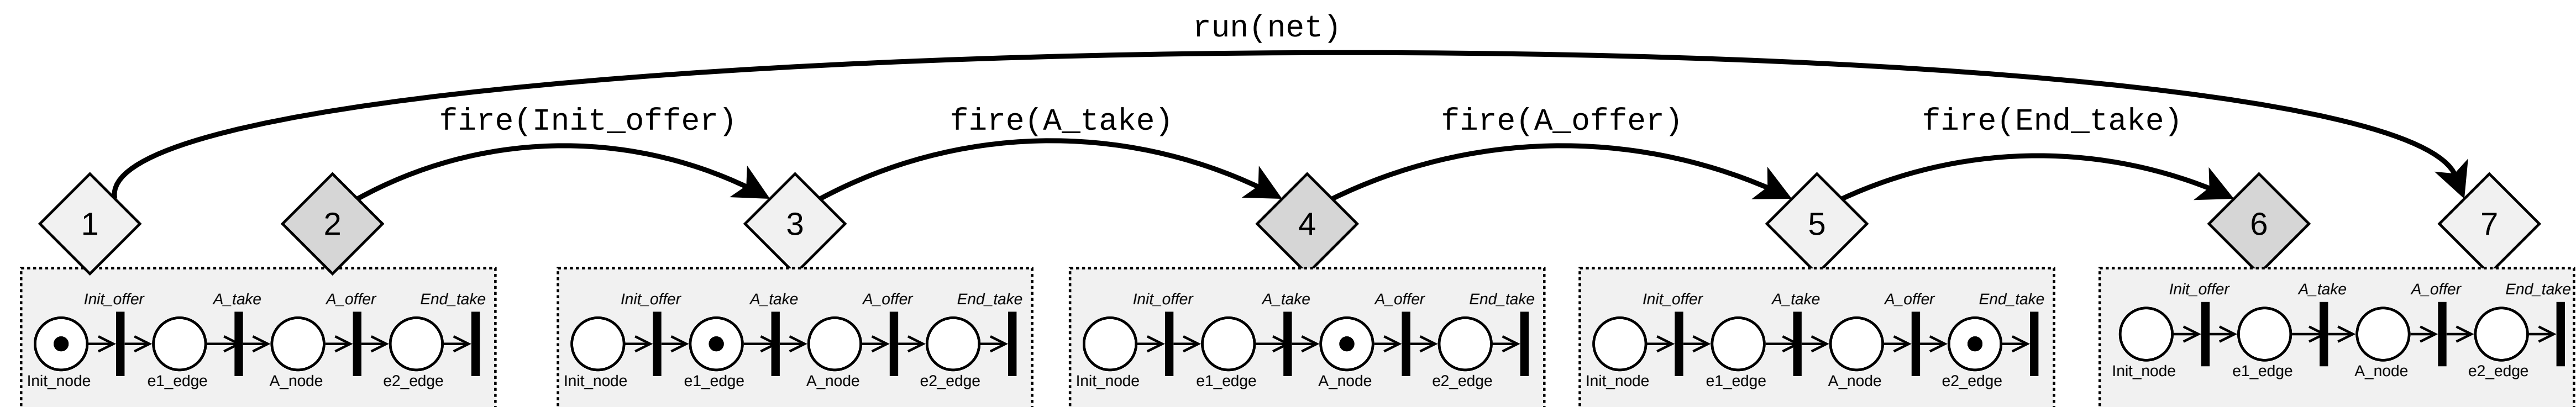 run(net)
fire(Init_offer) fire(A_take) fire(A_offer) fire(End_take)
1 2 3 4 5 6 7
Init_offer A_take A_offer End_take Init_offer A_take A_offer End_take Init_offer A_take A_offer End_take Init_offer A_take A_offer End_take Init_offer A_take A_offer End_take
Init_node e1_edge A_node e2_edge Init_node e1_edge A_node e2_edge Init_node e1_edge A_node e2_edge Init_node e1_edge A_node e2_edge Init_node e1_edge A_node e2_edge